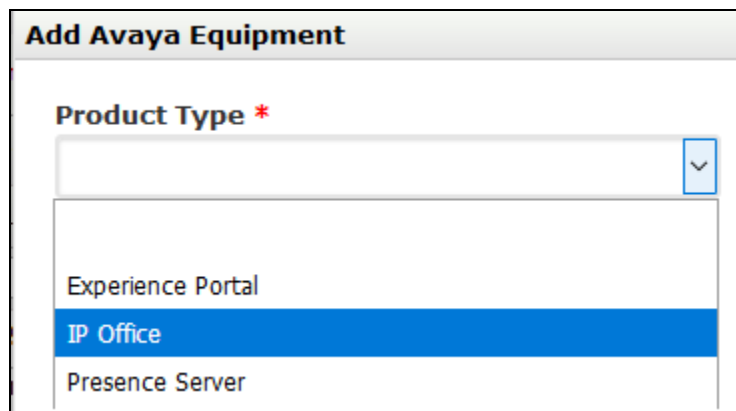 Add Avaya Equipment
Product Type *
Experience Portal
IP Office
Presence Server